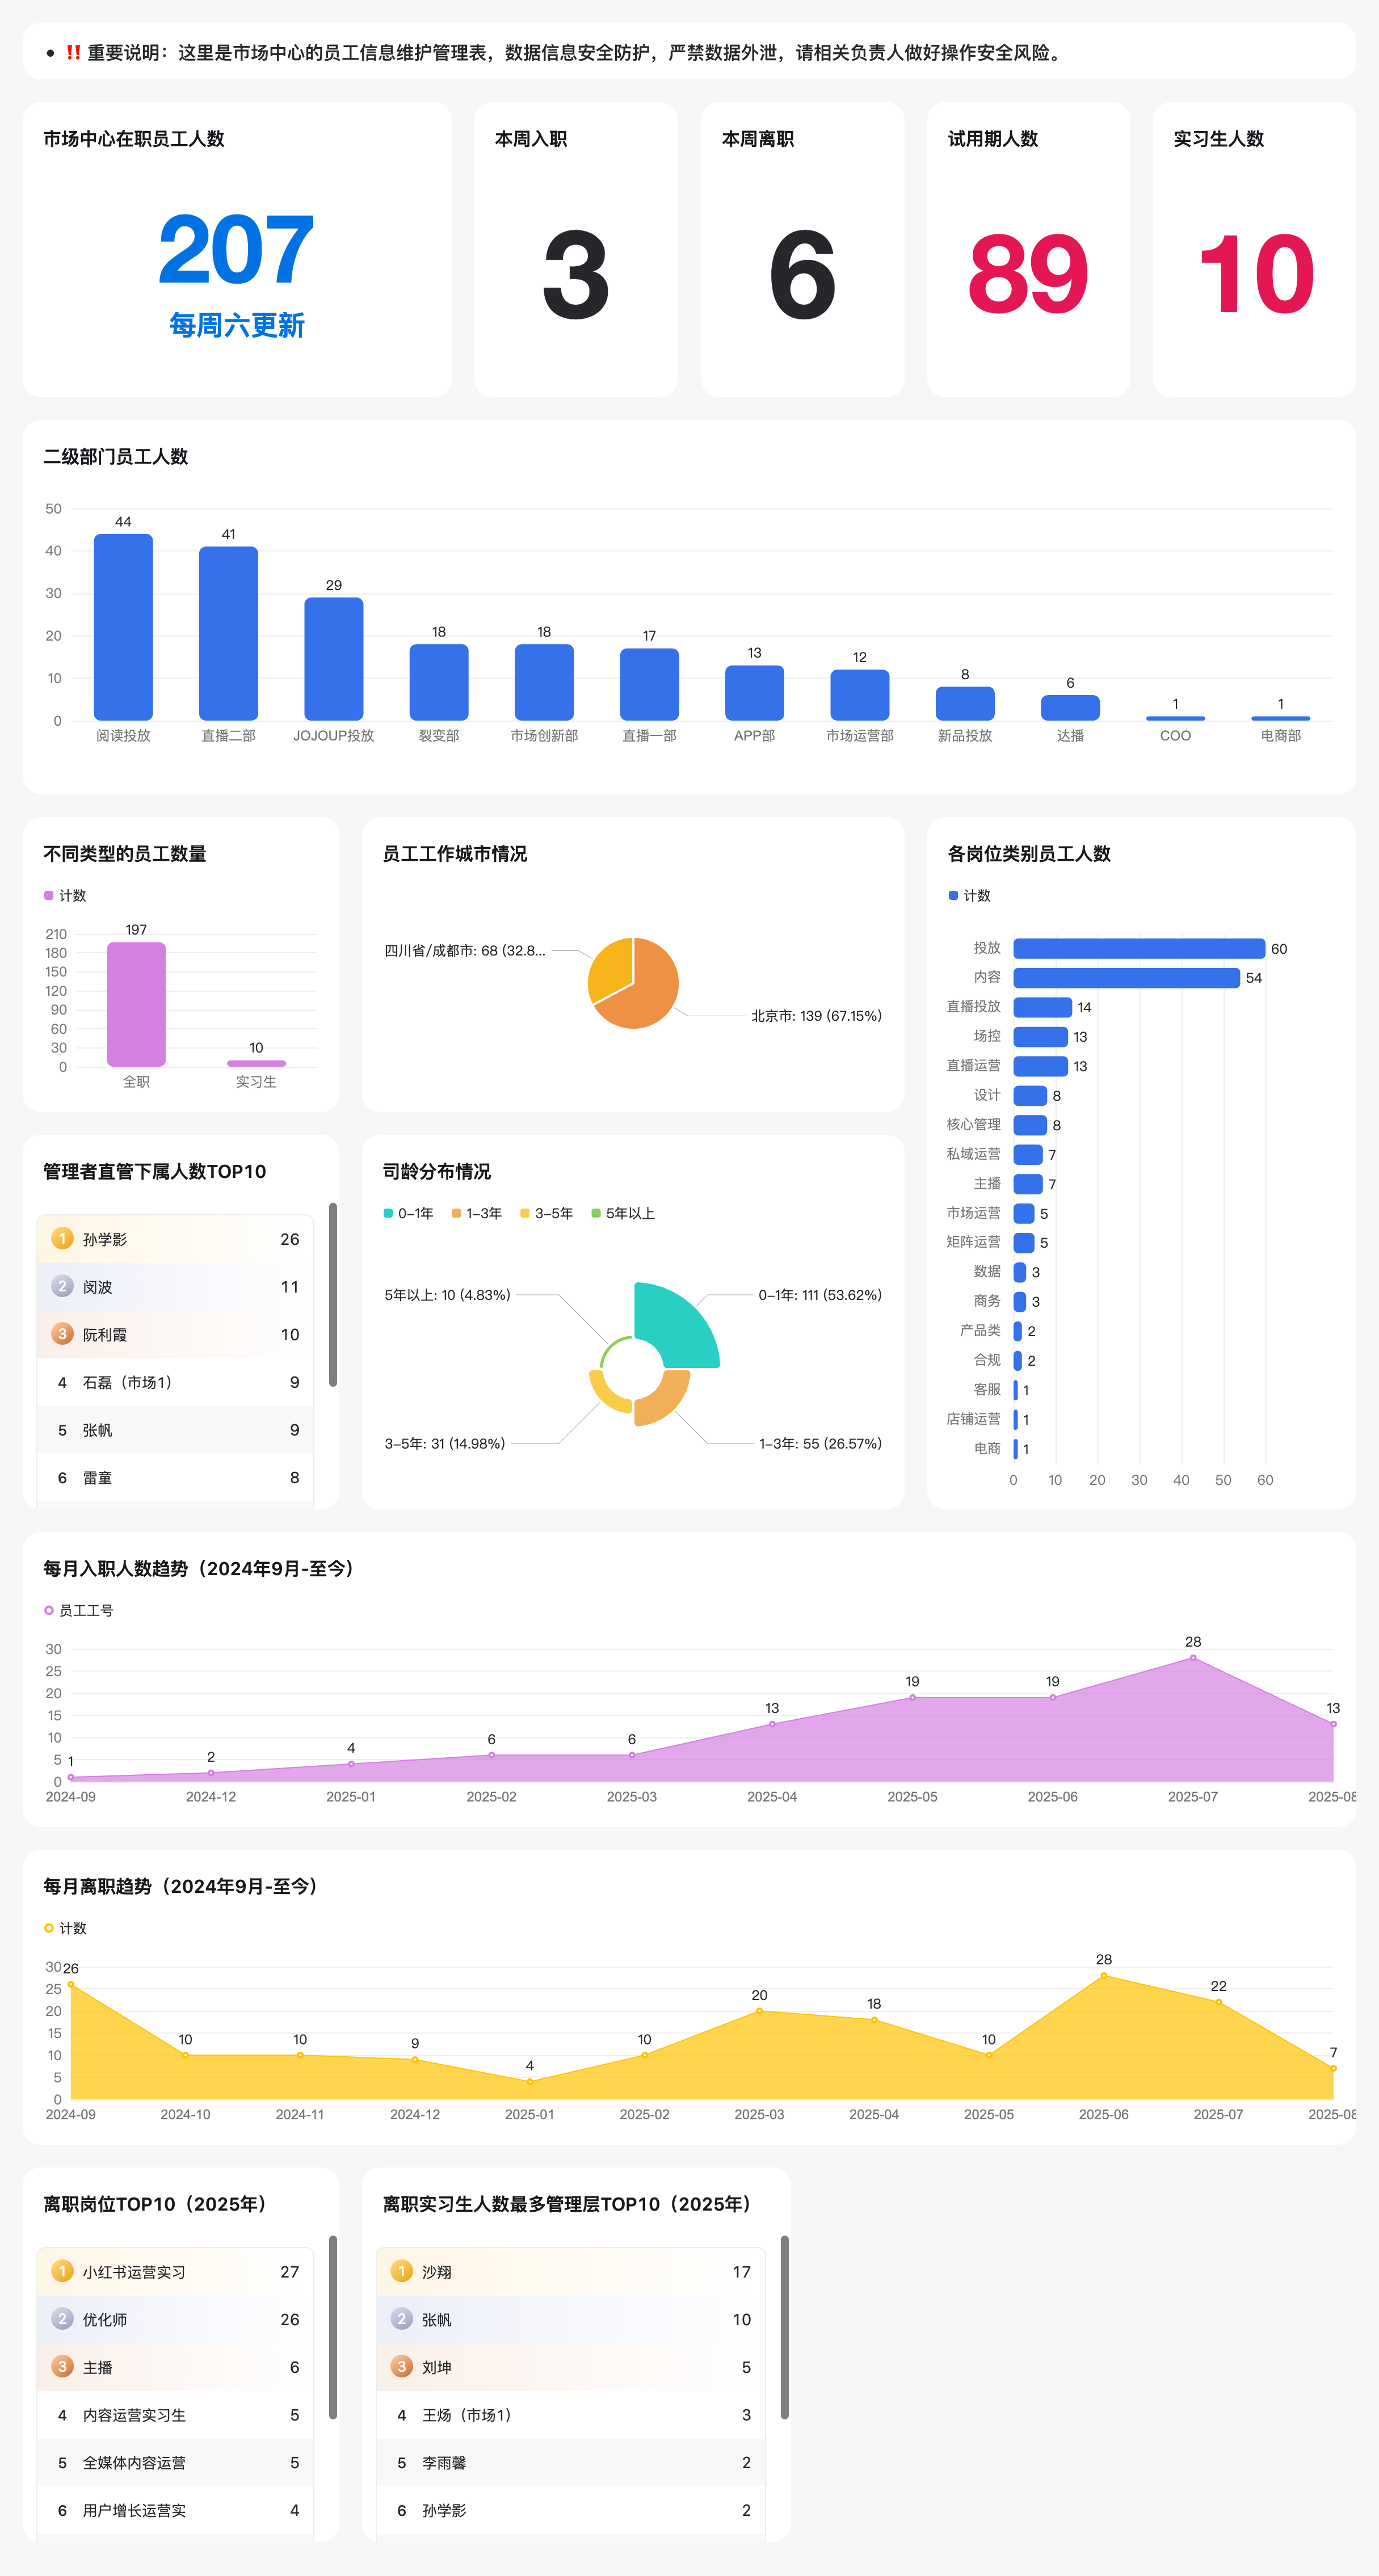 • ‼ 重要说明：这里是市场中心的员工信息维护管理表，数据信息安全防护，严禁数据外泄，请相关负责人做好操作安全风险。
市场中心在职员工人数
207
每周六更新
本周入职
3
本周离职
6
试用期人数
89
实习生人数
10
二级部门员工人数
50
40
30
20
10
0
44
41
29
18
18
17
13
12
8
6
1
1
阅读投放
直播二部
JOJOUP投放
裂变部
市场创新部
直播一部
APP部
市场运营部
新品投放
达播
COO
电商部
不同类型的员工数量
计数
210
180
150
120
90
60
30
0
197
10
全职
实习生
员工工作城市情况
四川省/成都市: 68 (32.8...
北京市: 139 (67.15%)
各岗位类别员工人数
计数
投放 60
内容 54
直播投放 14
场控 13
直播运营 13
设计 8
核心管理 8
私域运营 7
主播 7
市场运营 5
矩阵运营 5
数据 3
商务 3
产品类 2
合规 2
客服 1
店铺运营 1
电商 1
0 10 20 30 40 50 60
管理者直管下属人数TOP10
1 孙学影 26
2 闵波 11
3 阮利霞 10
4 石磊（市场1） 9
5 张帆 9
6 雷童 8
司龄分布情况
0-1年 1-3年 3-5年 5年以上
5年以上: 10 (4.83%)
0-1年: 111 (53.62%)
3-5年: 31 (14.98%)
1-3年: 55 (26.57%)
每月入职人数趋势（2024年9月-至今）
员工工号
30
25
20
15
10
5
0
1
2
4
6
6
13
19
19
28
13
2024-09 2024-12 2025-01 2025-02 2025-03 2025-04 2025-05 2025-06 2025-07 2025-08
每月离职趋势（2024年9月-至今）
计数
30
25
20
15
10
5
0
26
10
10
9
4
10
20
18
10
28
22
7
2024-09 2024-10 2024-11 2024-12 2025-01 2025-02 2025-03 2025-04 2025-05 2025-06 2025-07 2025-08
离职岗位TOP10（2025年）
1 小红书运营实习 27
2 优化师 26
3 主播 6
4 内容运营实习生 5
5 全媒体内容运营 5
6 用户增长运营实 4
离职实习生人数最多管理层TOP10（2025年）
1 沙翔 17
2 张帆 10
3 刘坤 5
4 王炀（市场1） 3
5 李雨馨 2
6 孙学影 2